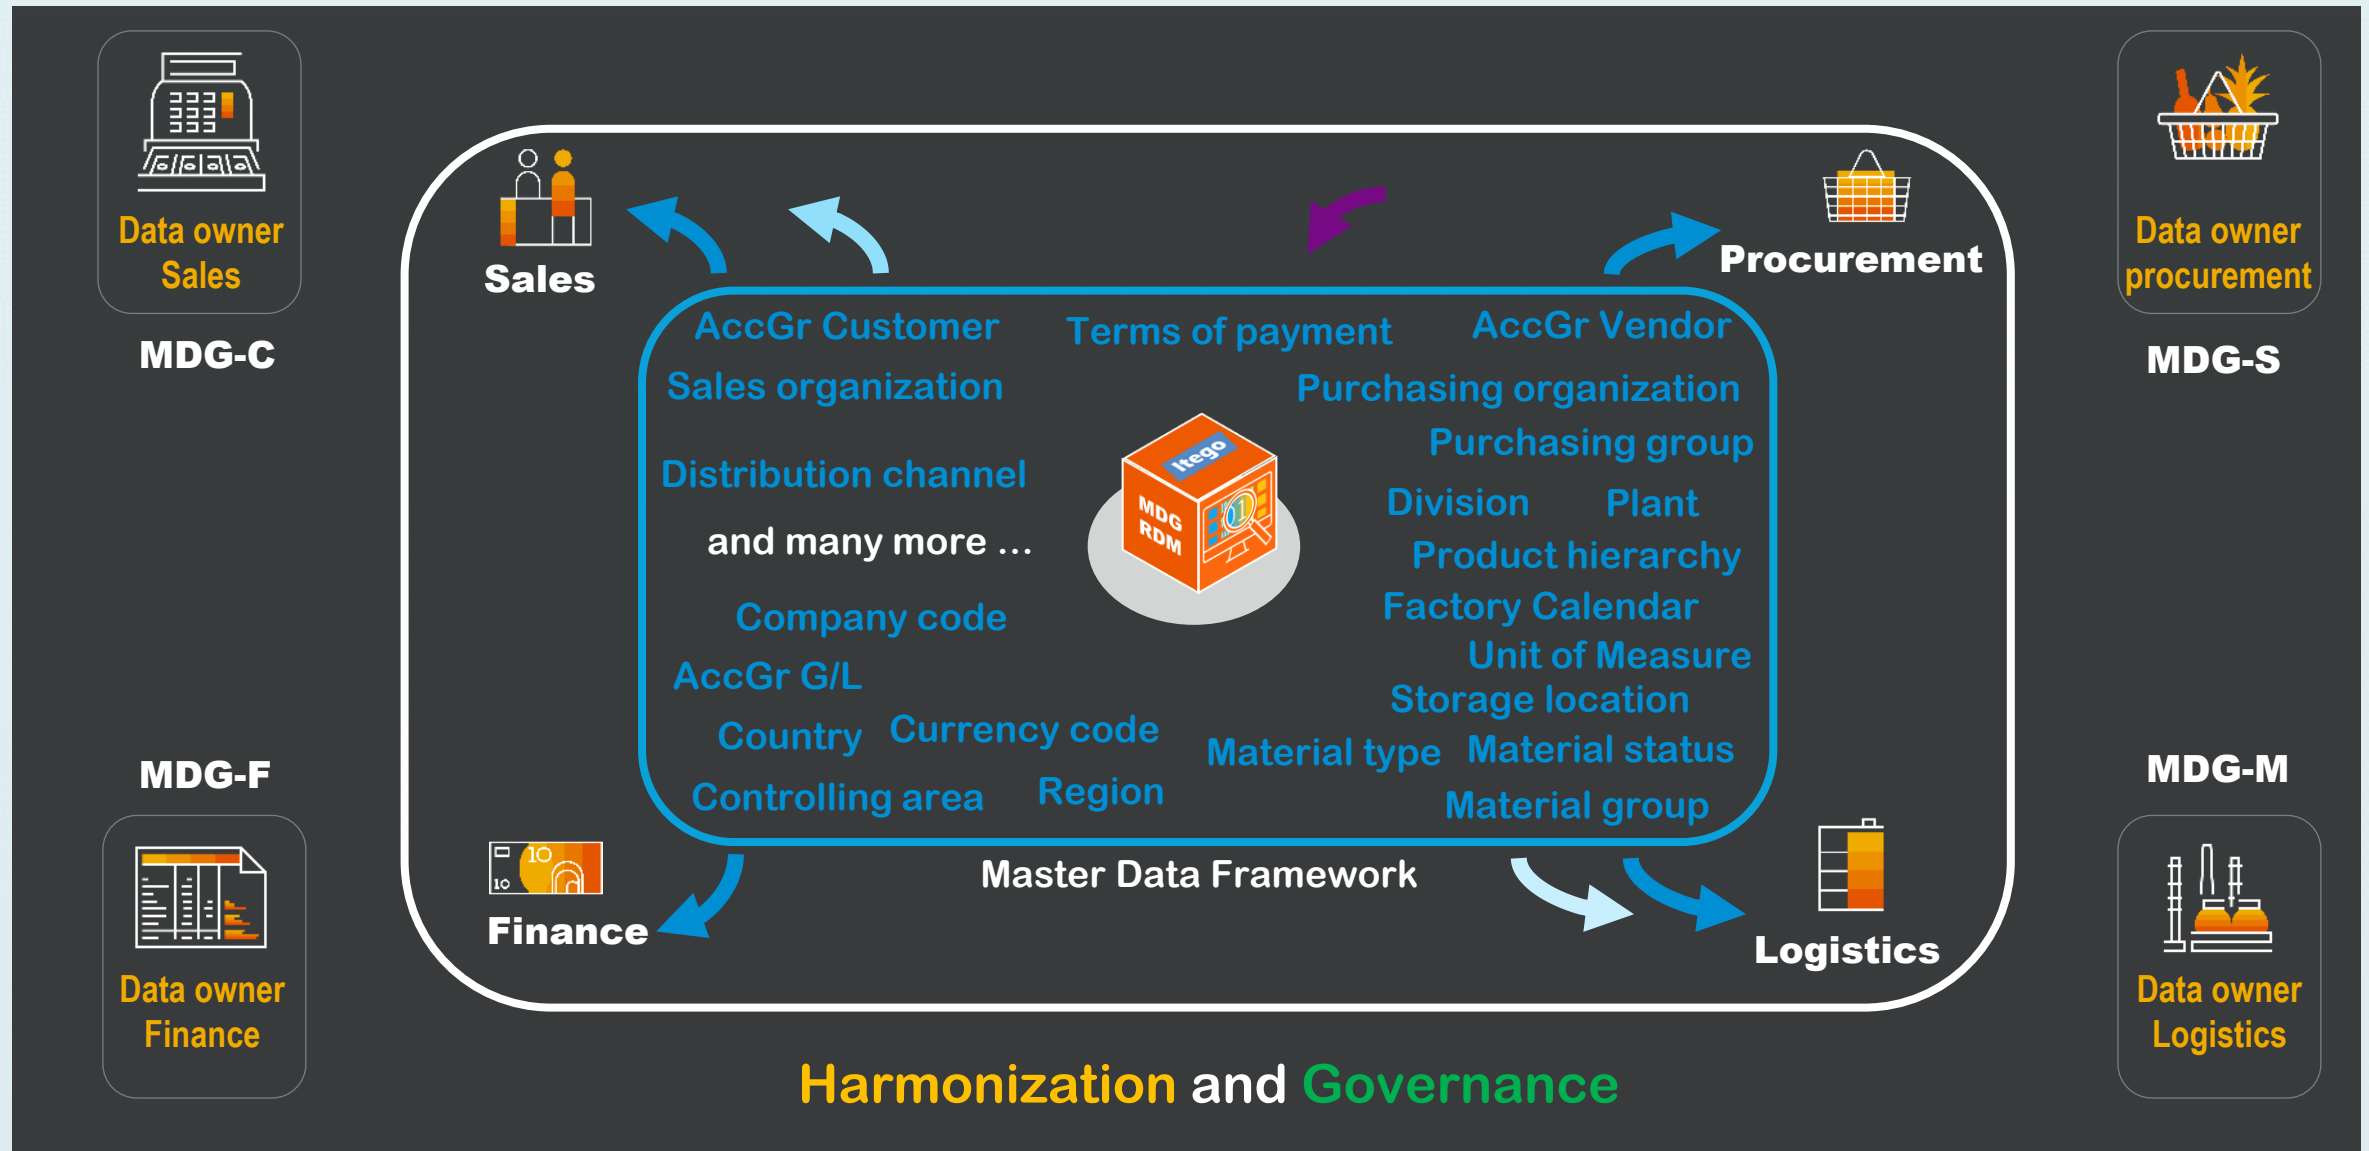 Data owner
Sales
MDG-C
Data owner
procurement
MDG-S
Sales
Procurement
AccGr Customer
Terms of payment
AccGr Vendor
Sales organization
Purchasing organization
Purchasing group
Distribution channel
Division
Plant
and many more ...
Product hierarchy
Itego
MDG
RDM
1
Company code
Factory Calendar
AccGr G/L
Unit of Measure
Storage location
Country
Currency code
Material type
Material status
Controlling area
Region
Material group
Master Data Framework
10
10
Finance
Logistics
MDG-F
Data owner
Finance
MDG-M
Data owner
Logistics
Harmonization and Governance